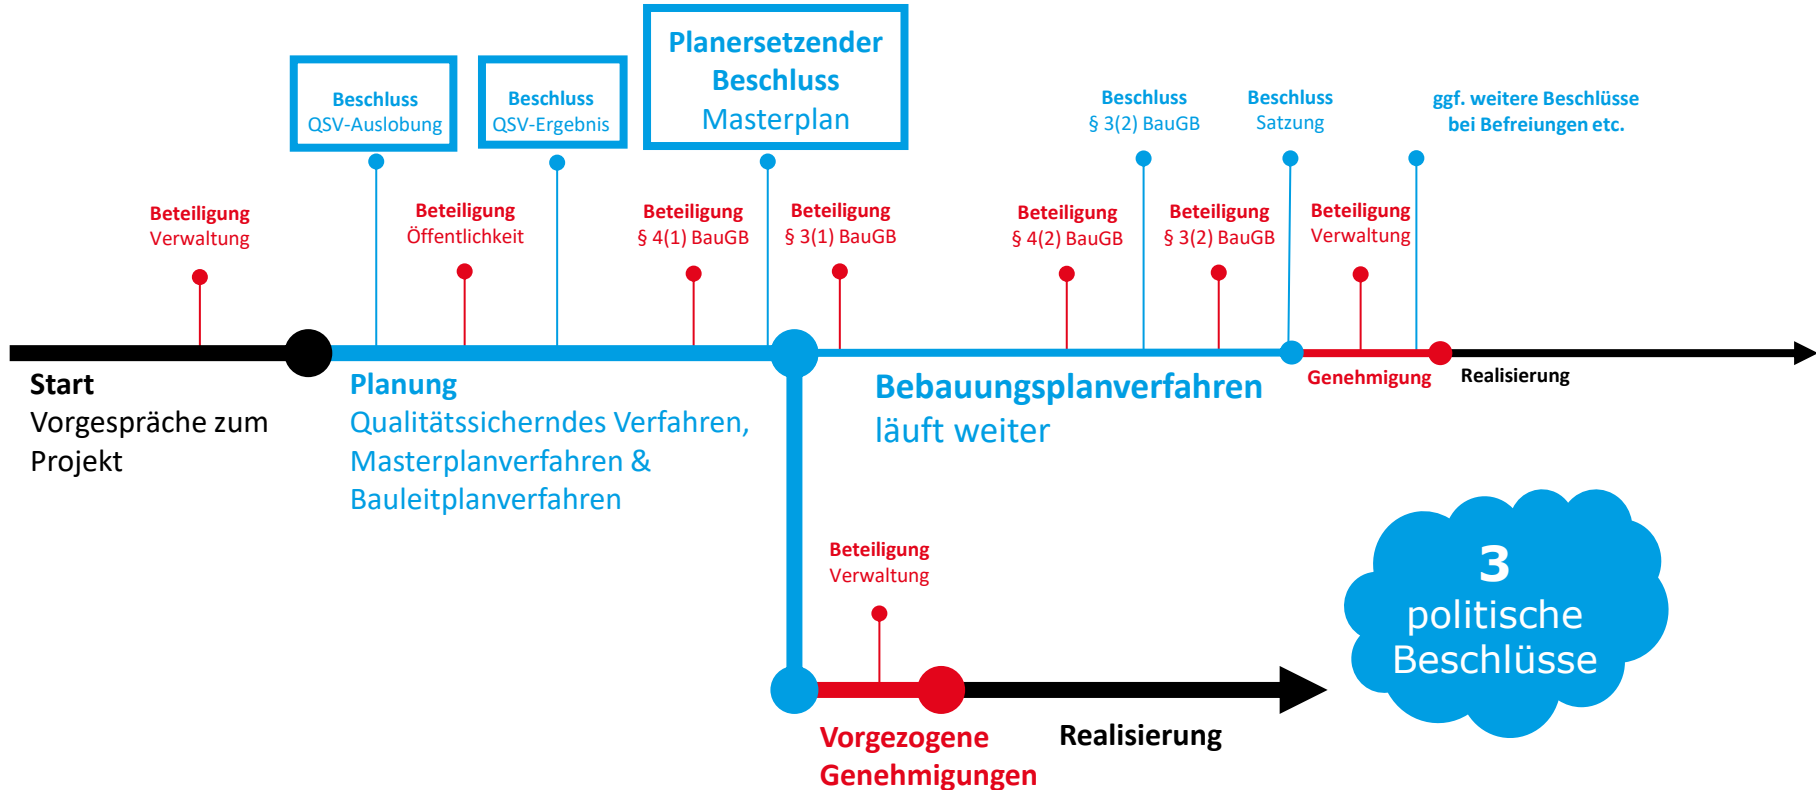 Planersetzender
Beschluss
Masterplan
Beschluss
QSV-Auslobung
Beschluss
QSV-Ergebnis
Beschluss
§ 3(2) BauGB
Beschluss
Satzung
ggf. weitere Beschlüsse
bei Befreiungen etc.
Beteiligung
Verwaltung
Beteiligung
Öffentlichkeit
Beteiligung
§ 4(1) BauGB
Beteiligung
§ 3(1) BauGB
Beteiligung
§ 4(2) BauGB
Beteiligung
§ 3(2) BauGB
Beteiligung
Verwaltung
Start
Vorgespräche zum
Projekt
Planung
Qualitätssicherndes Verfahren,
Masterplanverfahren &
Bauleitplanverfahren
Bebauungsplanverfahren
läuft weiter
Genehmigung
Realisierung
Beteiligung
Verwaltung
Vorgezogene
Genehmigungen
Realisierung
3
politische
Beschlüsse